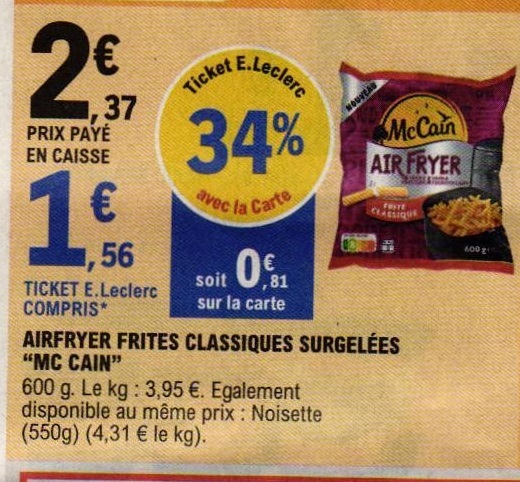 2€,37
PRIX PAYÉ
EN CAISSE
1€,56
TICKET E.Leclerc
COMPRIS*
Ticket E.Leclerc
34%
avec la Carte
soit 0€,81
sur la carte
NOUVEAU
McCain
AIR FRYER
FRITE
CLASSIQUE
600 g
AIRFRYER FRITES CLASSIQUES SURGELÉES
“MC CAIN”
600 g. Le kg : 3,95 €. Egalement
disponible au même prix : Noisette
(550g) (4,31 € le kg).